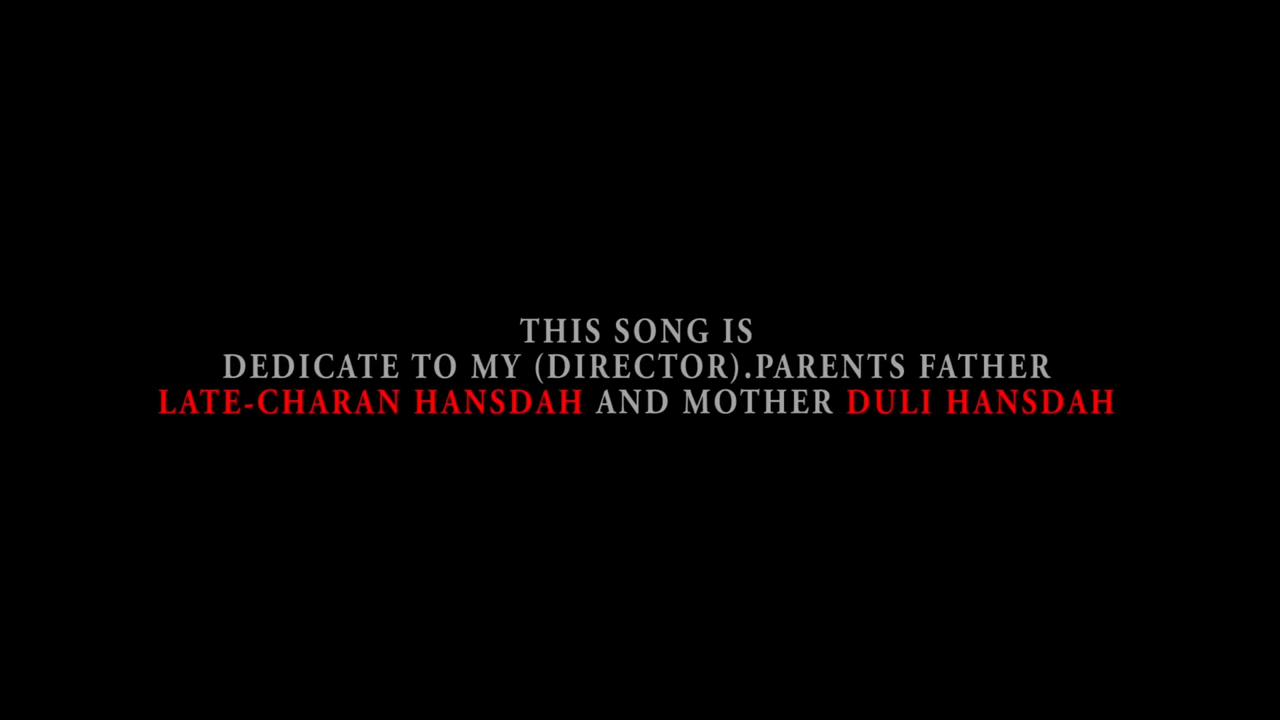 THIS SONG IS
DEDICATE TO MY (DIRECTOR).PARENTS FATHER
LATE-CHARAN HANSDAH AND MOTHER DULI HANSDAH